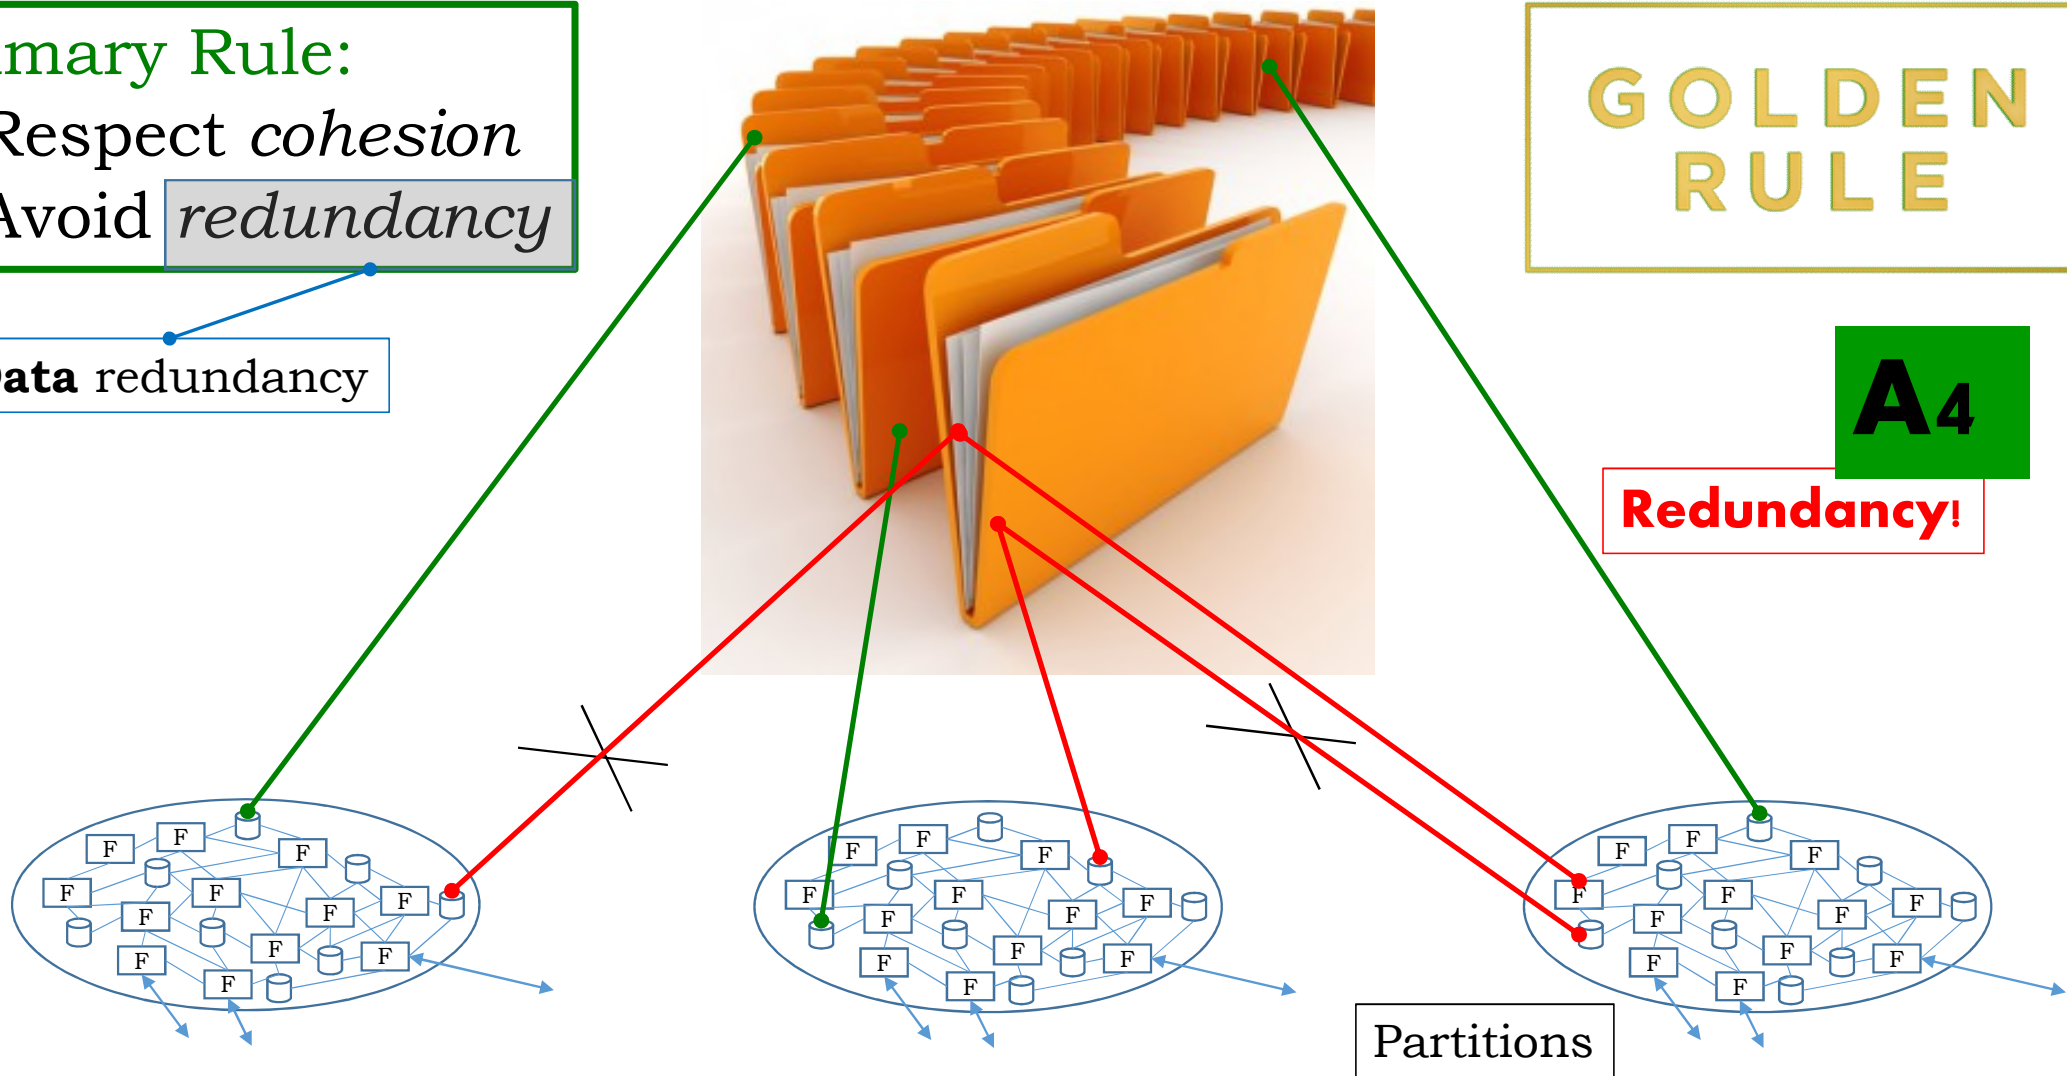 mary Rule:
Respect cohesion
Avoid redundancy
ata redundancy
GOLDEN
RULE
A4
Redundancy!
F F F F F F F F F F F F
F F F F F F F F F F F F
F F F F F F F F F F F F
Partitions